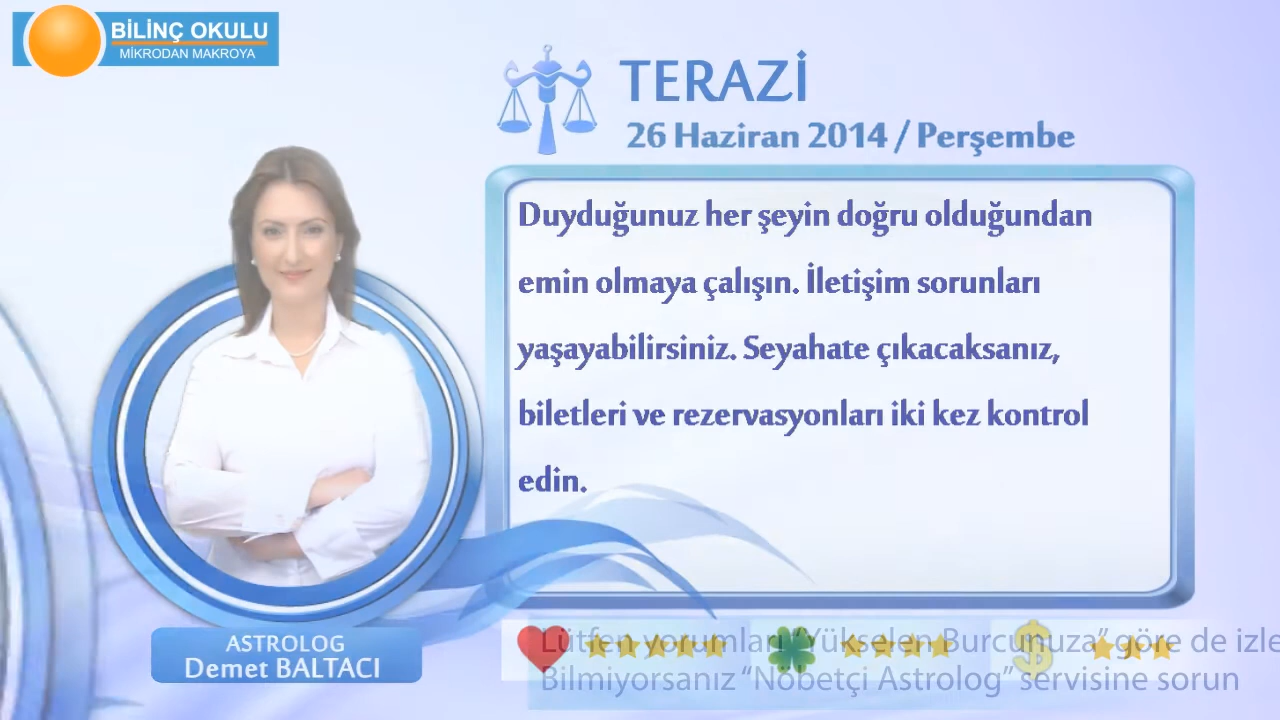 BİLİNÇ OKULU
MİKRODAN MAKROYA
TERAZİ
26 Haziran 2014 / Perşembe
Duyduğunuz her şeyin doğru olduğundan
emin olmaya çalışın. İletişim sorunları
yaşayabilirsiniz. Seyahate çıkacaksanız,
biletleri ve rezervasyonları iki kez kontrol
edin.
ASTROLOG
Demet BALTACI
Lütfen yorumları "Yükselen Burcunuza" göre de izle
Bilmiyorsanız "Nöbetçi Astrolog" servisine sorun